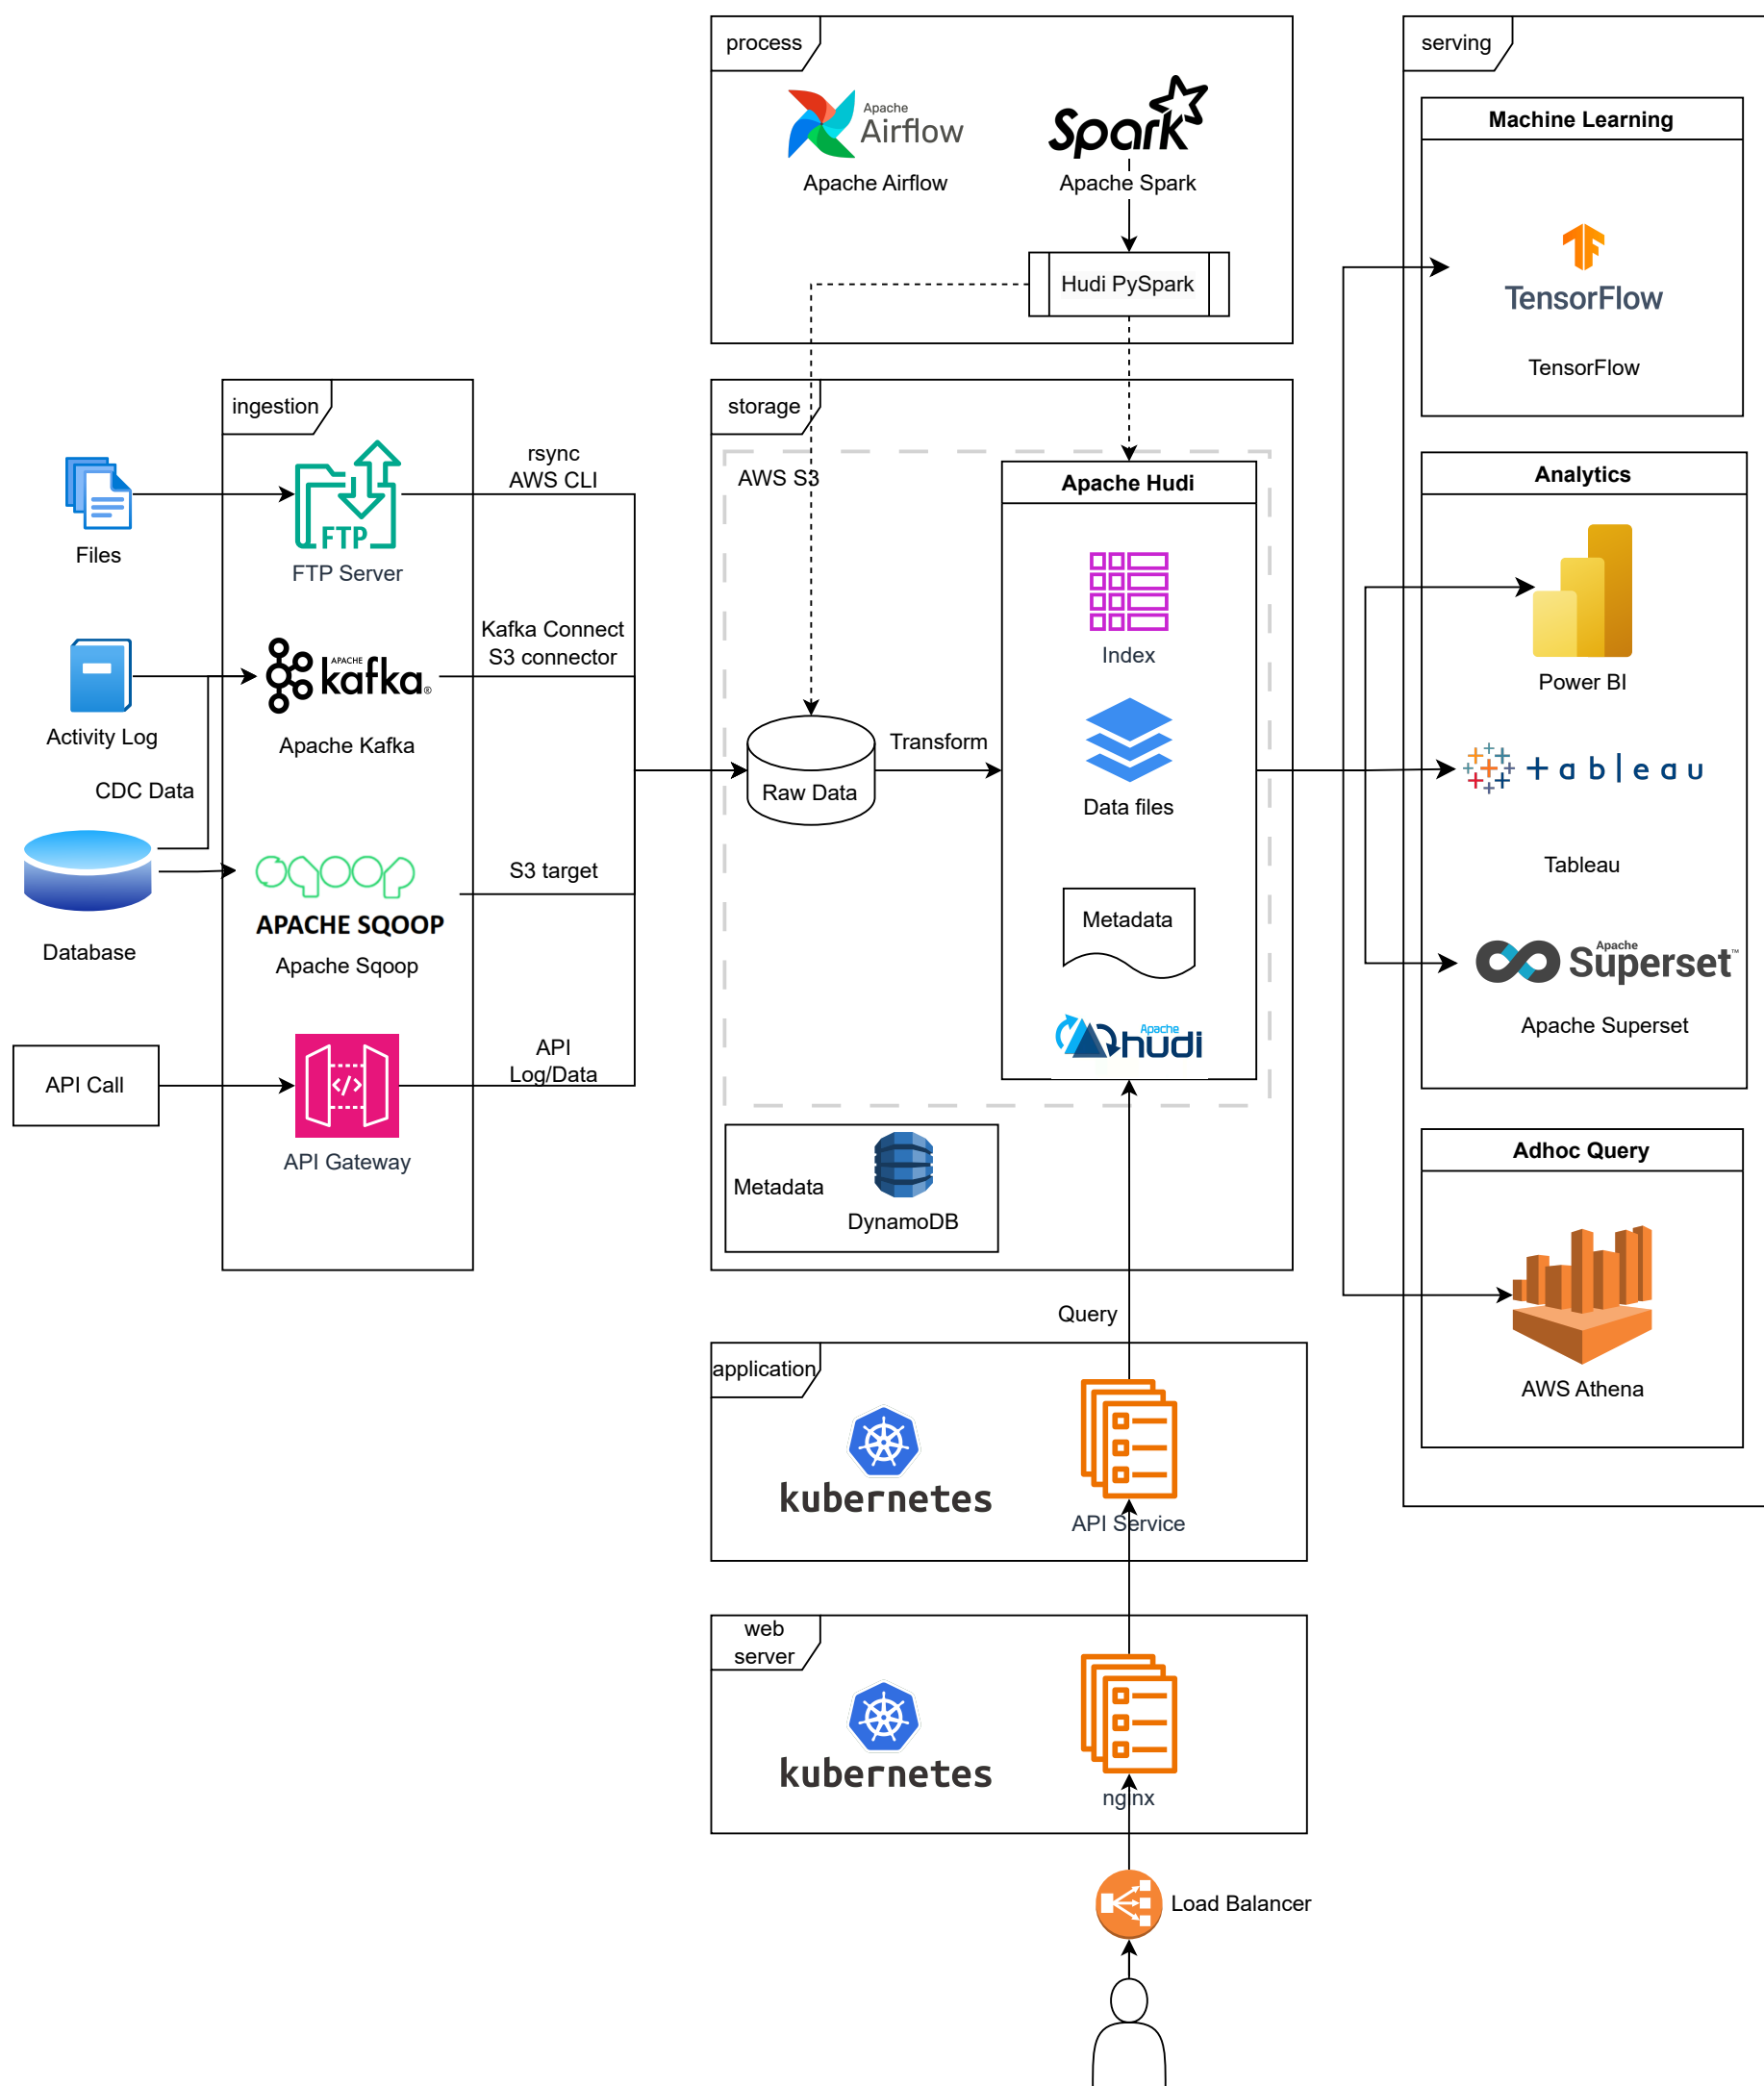 process
Apache
Airflow
Apache Airflow
Spark
Apache Spark
Hudi PySpark
serving
Machine Learning
TensorFlow
TensorFlow
ingestion
Files
FTP
FTP Server
rsync
AWS CLI
Activity Log
APACHE
kafka®
Apache Kafka
Kafka Connect
S3 connector
CDC Data
Database
sqoop
APACHE SQOOP
Apache Sqoop
S3 target
API Call
API Gateway
API
Log/Data
storage
AWS S3
Raw Data
Transform
Apache Hudi
Index
Data files
Metadata
Apache
hudi
Metadata
DynamoDB
Analytics
Power BI
+ableau
Tableau
Apache
Superset™
Apache Superset
Adhoc Query
AWS Athena
Query
application
kubernetes
API Service
web
server
kubernetes
nginx
Load Balancer